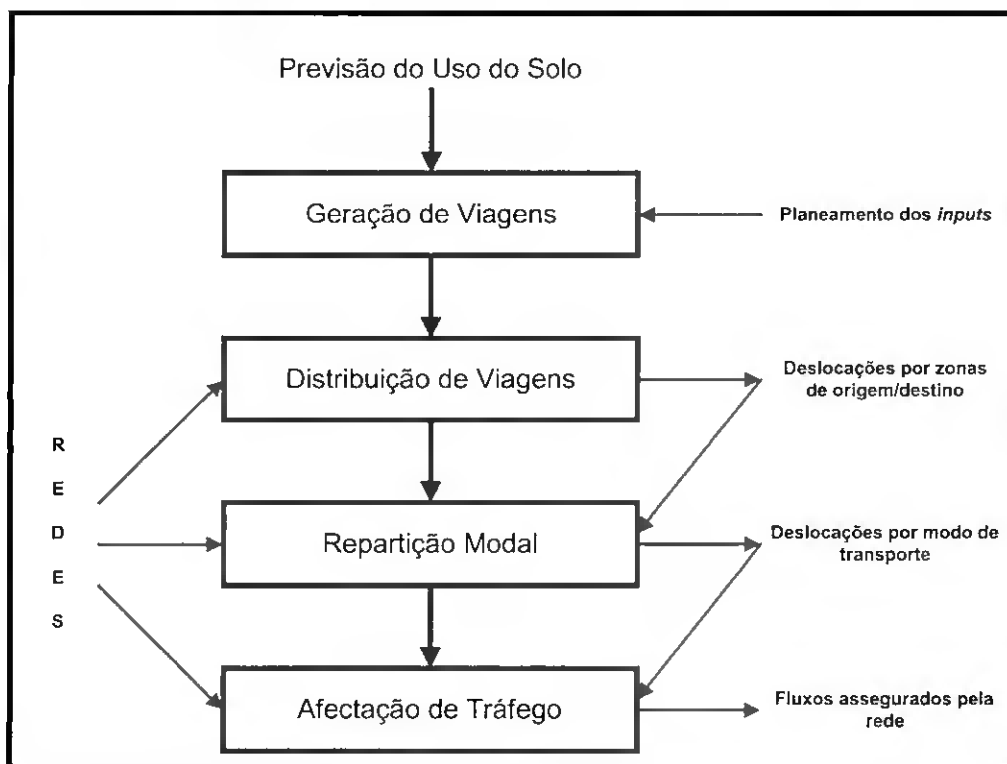 Previsão do Uso do Solo
Geração de Viagens
Planeamento dos inputs
Distribuição de Viagens
Deslocações por zonas
de origem/destino
R
E
D
E
S
Repartição Modal
Deslocações por modo de
transporte
Afectação de Tráfego
Fluxos assegurados pela
rede